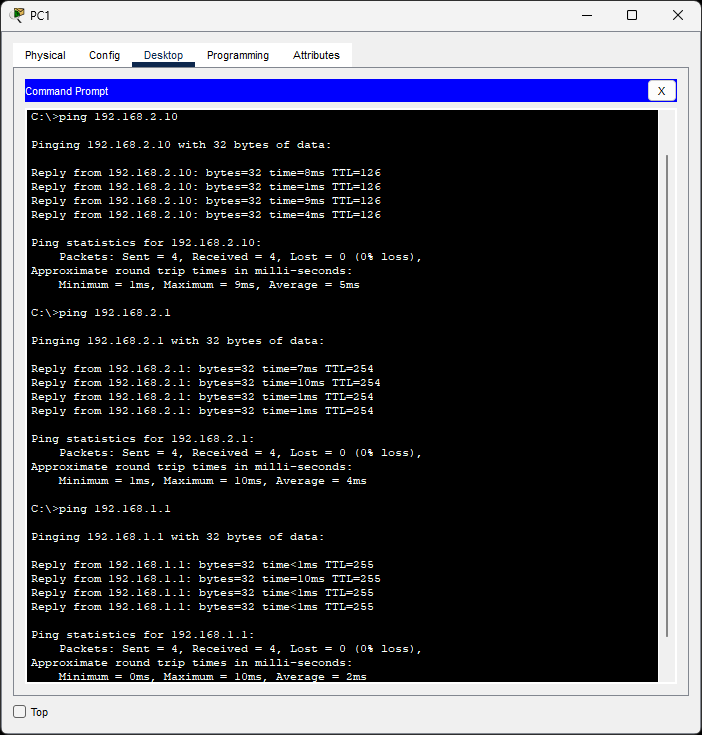 PC1
Physical Config Desktop Programming Attributes
Command Prompt X
C:\>ping 192.168.2.10
Pinging 192.168.2.10 with 32 bytes of data:
Reply from 192.168.2.10: bytes=32 time=8ms TTL=126
Reply from 192.168.2.10: bytes=32 time=1ms TTL=126
Reply from 192.168.2.10: bytes=32 time=9ms TTL=126
Reply from 192.168.2.10: bytes=32 time=4ms TTL=126
Ping statistics for 192.168.2.10:
    Packets: Sent = 4, Received = 4, Lost = 0 (0% loss),
Approximate round trip times in milli-seconds:
    Minimum = 1ms, Maximum = 9ms, Average = 5ms
C:\>ping 192.168.2.1
Pinging 192.168.2.1 with 32 bytes of data:
Reply from 192.168.2.1: bytes=32 time=7ms TTL=254
Reply from 192.168.2.1: bytes=32 time=10ms TTL=254
Reply from 192.168.2.1: bytes=32 time=1ms TTL=254
Reply from 192.168.2.1: bytes=32 time=1ms TTL=254
Ping statistics for 192.168.2.1:
    Packets: Sent = 4, Received = 4, Lost = 0 (0% loss),
Approximate round trip times in milli-seconds:
    Minimum = 1ms, Maximum = 10ms, Average = 4ms
C:\>ping 192.168.1.1
Pinging 192.168.1.1 with 32 bytes of data:
Reply from 192.168.1.1: bytes=32 time<1ms TTL=255
Reply from 192.168.1.1: bytes=32 time=10ms TTL=255
Reply from 192.168.1.1: bytes=32 time<1ms TTL=255
Reply from 192.168.1.1: bytes=32 time<1ms TTL=255
Ping statistics for 192.168.1.1:
    Packets: Sent = 4, Received = 4, Lost = 0 (0% loss),
Approximate round trip times in milli-seconds:
    Minimum = 0ms, Maximum = 10ms, Average = 2ms
Top